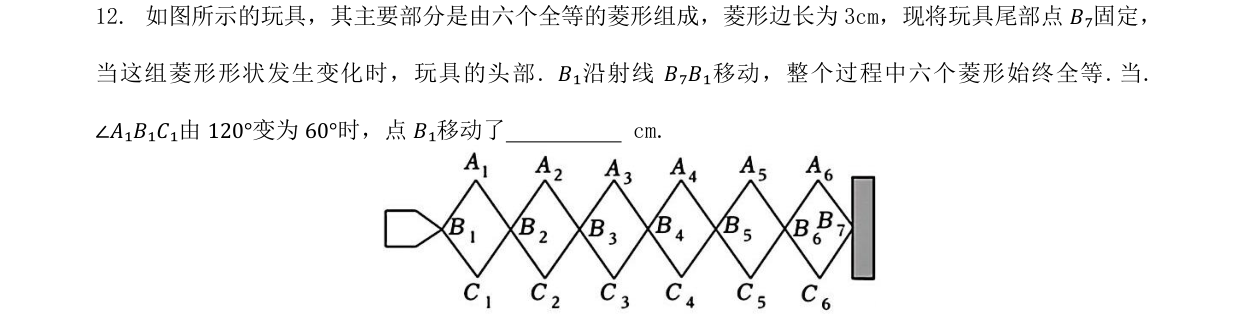 12. 如图所示的玩具，其主要部分是由六个全等的菱形组成，菱形边长为 3cm，现将玩具尾部点 B₇固定，
当这组菱形形状发生变化时，玩具的头部. B₁沿射线 B₇B₁移动，整个过程中六个菱形始终全等.当.
∠A₁B₁C₁由 120°变为 60°时，点 B₁移动了__________ cm.
A₁ A₂ A₃ A₄ A₅ A₆
B₁ B₂ B₃ B₄ B₅ B₆ B₇
C₁ C₂ C₃ C₄ C₅ C₆